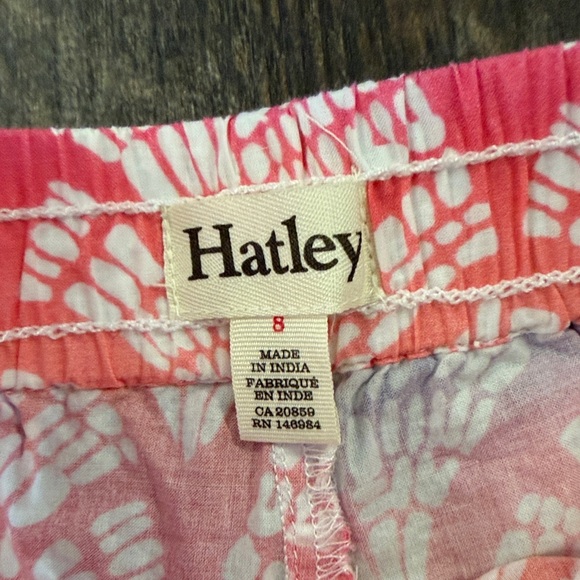 Hatley
8
MADE
IN INDIA
FABRIQUÉ
EN INDE
CA 20859
RN 146984